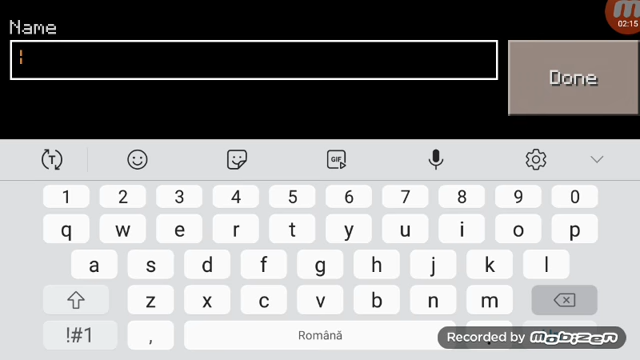 Name
02:15
Done
GIF
1 2 3 4 5 6 7 8 9 0
q w e r t y u i o p
a s d f g h j k l
z x c v b n m
!#1 , Română
Recorded by mobizen